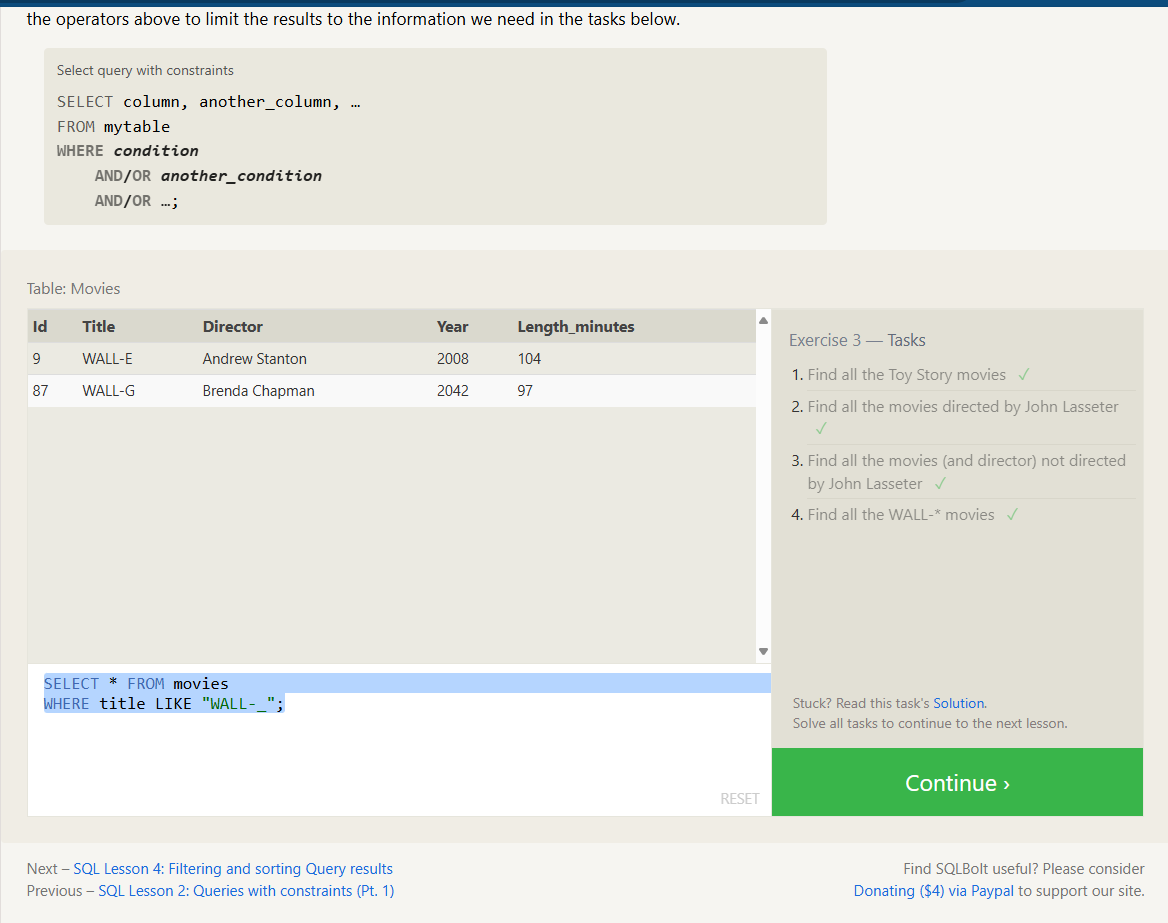 the operators above to limit the results to the information we need in the tasks below.
Select query with constraints
SELECT column, another_column, …
FROM mytable
WHERE condition
AND/OR another_condition
AND/OR …;
Table: Movies
Id Title Director Year Length_minutes
9 WALL-E Andrew Stanton 2008 104
87 WALL-G Brenda Chapman 2042 97
SELECT * FROM movies
WHERE title LIKE "WALL-_";
RESET
Exercise 3 — Tasks
1. Find all the Toy Story movies ✓
2. Find all the movies directed by John Lasseter
✓
3. Find all the movies (and director) not directed
by John Lasseter ✓
4. Find all the WALL-* movies ✓
Stuck? Read this task's Solution.
Solve all tasks to continue to the next lesson.
Continue ›
Next – SQL Lesson 4: Filtering and sorting Query results
Previous – SQL Lesson 2: Queries with constraints (Pt. 1)
Find SQLBolt useful? Please consider
Donating ($4) via Paypal to support our site.